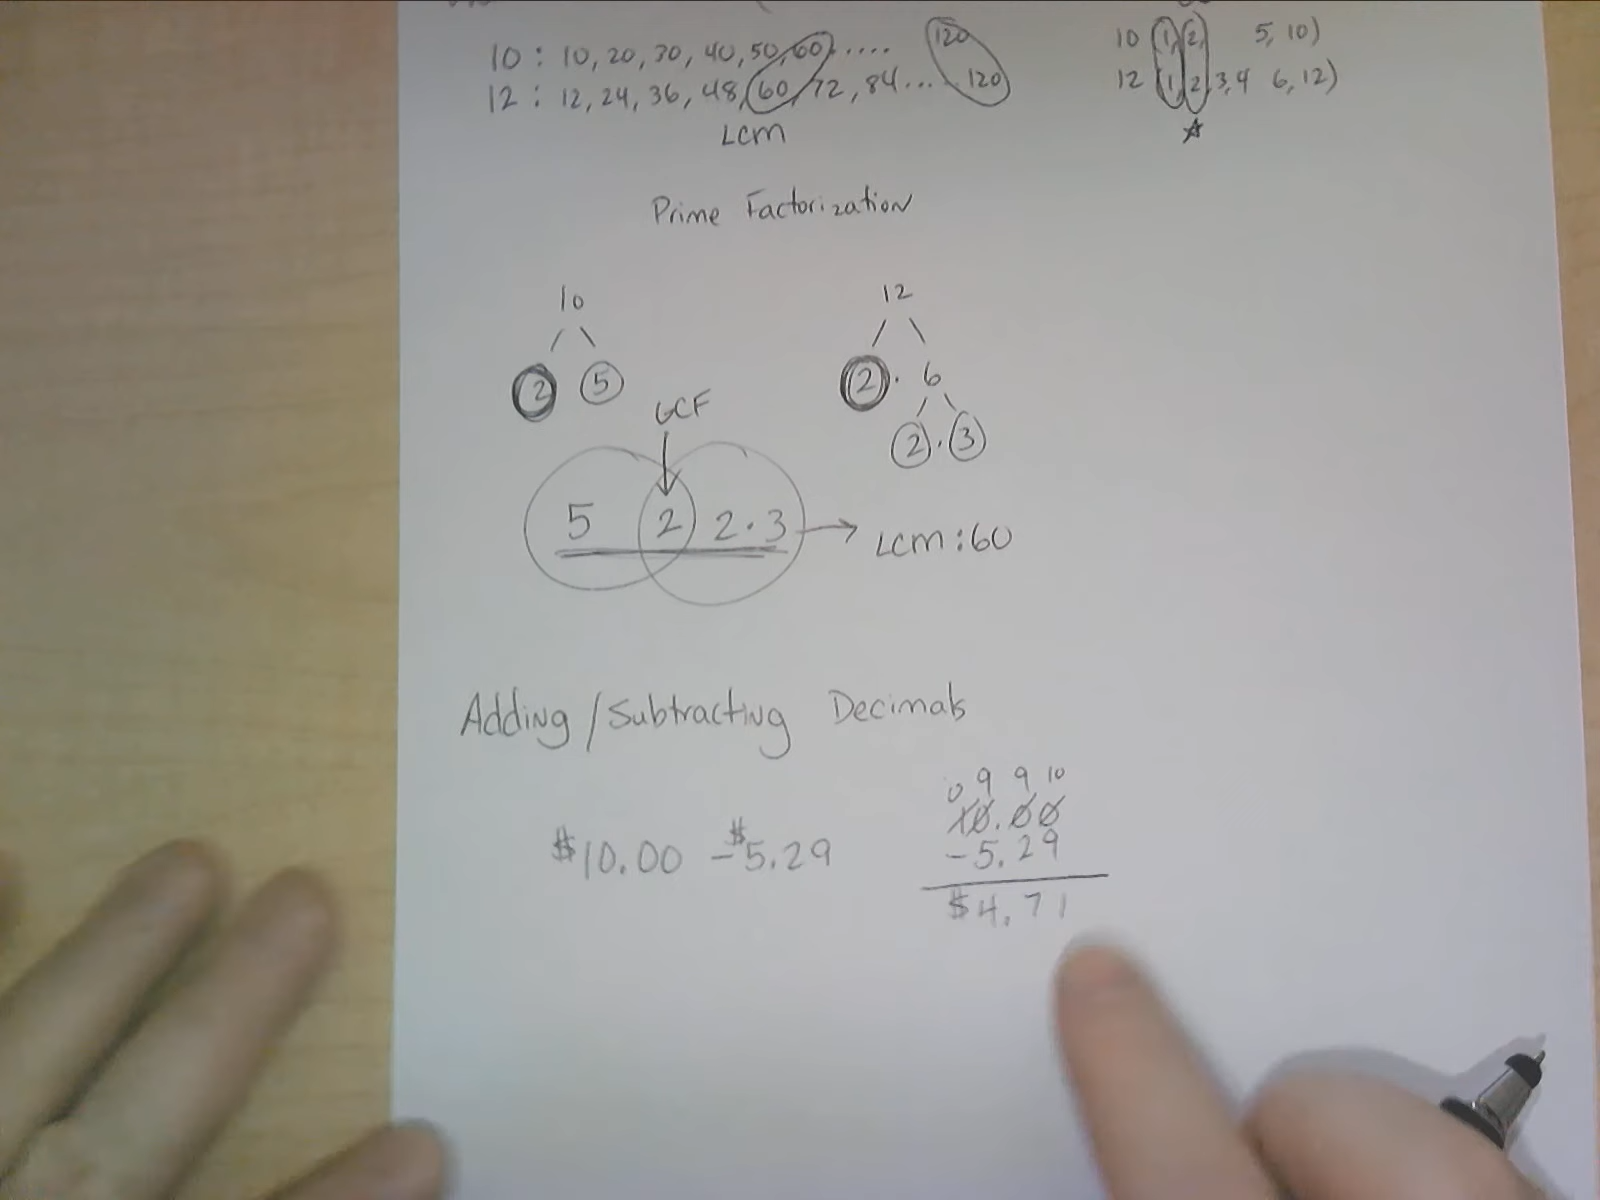 10 : 10, 20, 30, 40, 50, 60, .... 120
12 : 12, 24, 36, 48, 60, 72, 84... 120
LCM
10 1, 2, 5, 10)
12 1, 2, 3, 4 6, 12)
Prime Factorization
10
2 5
12
2 · 6
2 · 3
GCF
5 2 2 · 3 → LCM : 60
Adding / Subtracting Decimals
$10.00 - $5.29
0 9 9 10
10.00
- 5.29
$4.71